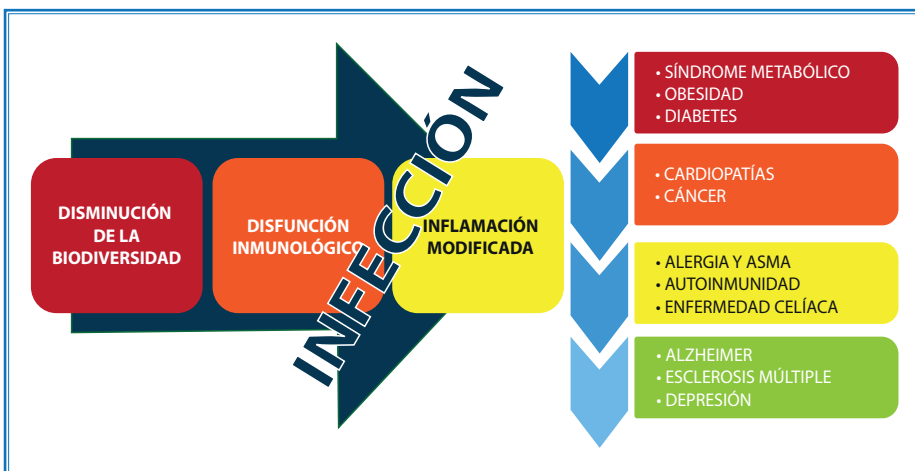 DISMINUCIÓN
DE LA
BIODIVERSIDAD
DISFUNCIÓN
INMUNOLÓGICO
INFLAMACIÓN
MODIFICADA
INFECCIÓN
• SÍNDROME METABÓLICO
• OBESIDAD
• DIABETES
• CARDIOPATÍAS
• CÁNCER
• ALERGIA Y ASMA
• AUTOINMUNIDAD
• ENFERMEDAD CELÍACA
• ALZHEIMER
• ESCLEROSIS MÚLTIPLE
• DEPRESIÓN